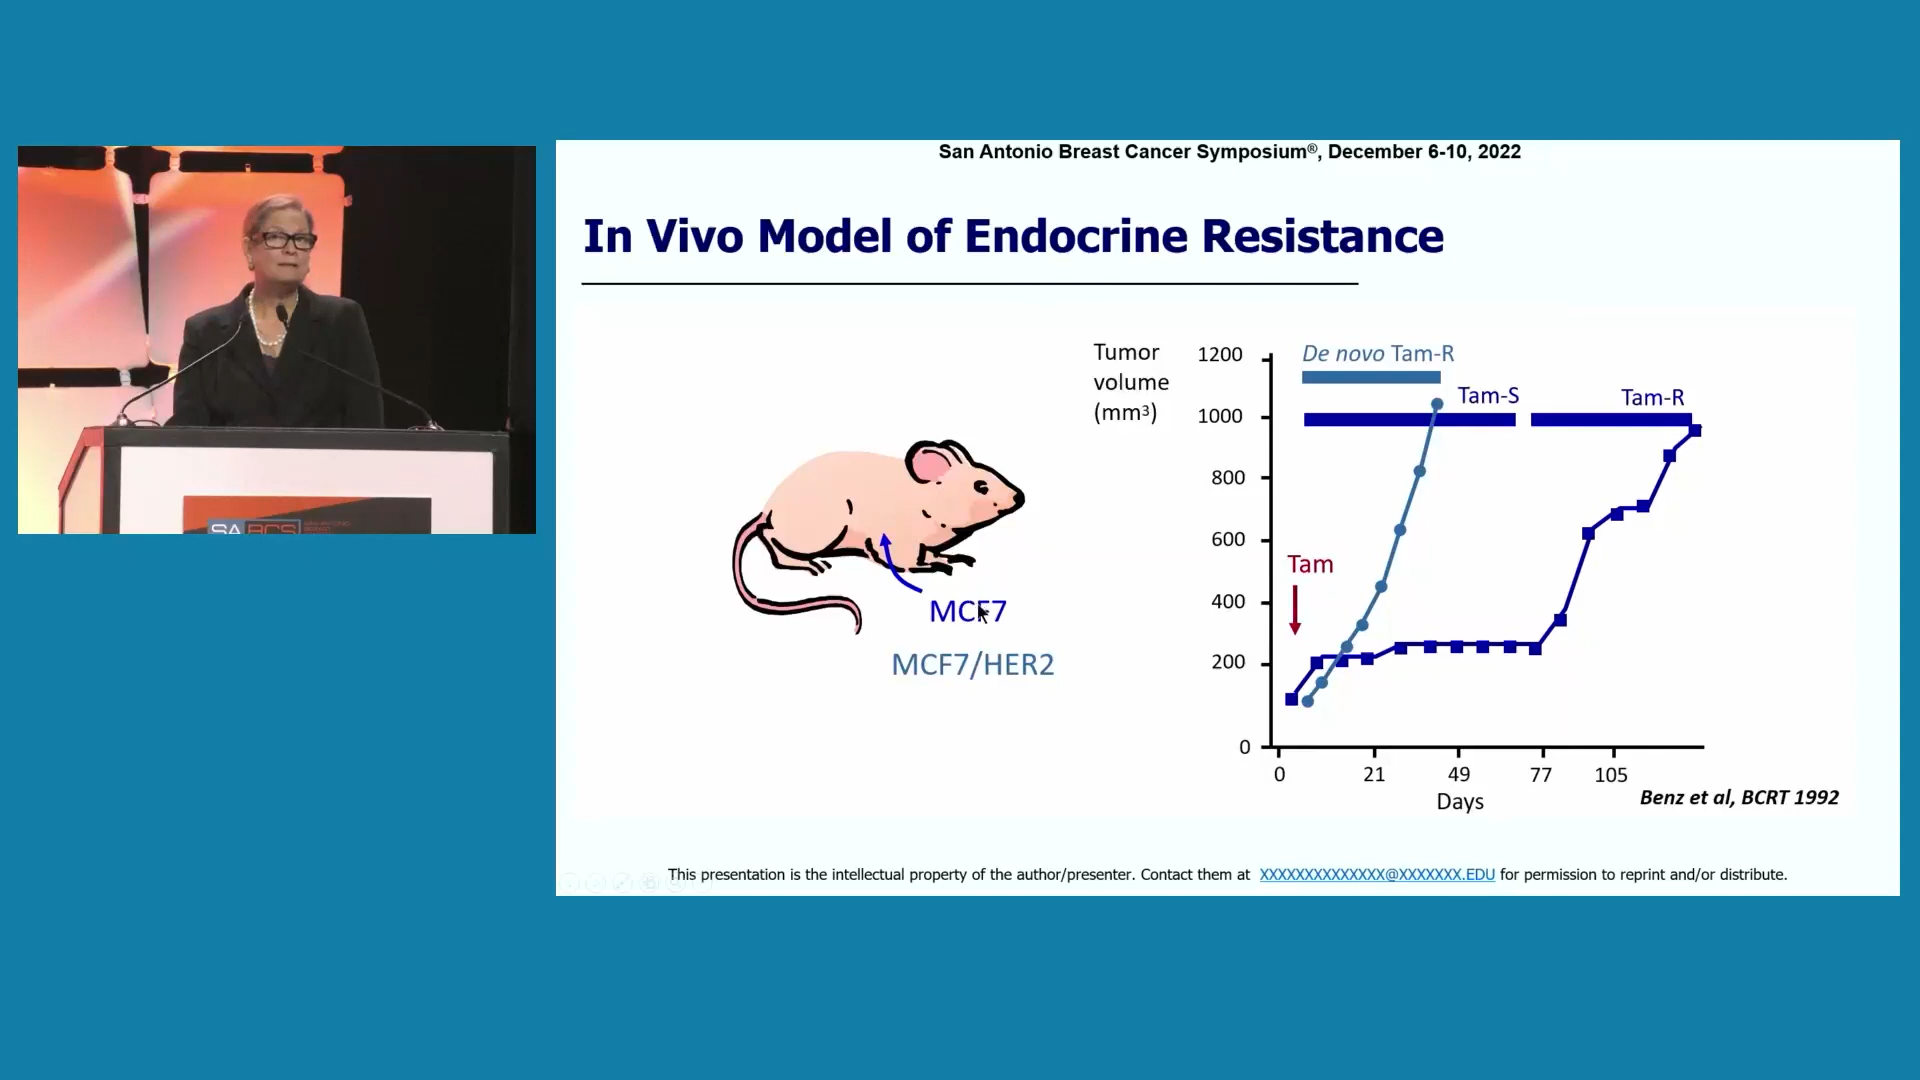 San Antonio Breast Cancer Symposium®, December 6-10, 2022
In Vivo Model of Endocrine Resistance
Tumor
volume
(mm3)
1200
1000
800
600
400
200
0
De novo Tam-R
Tam-S
Tam-R
Tam
MCF7
MCF7/HER2
0 21 49 77 105
Days
Benz et al, BCRT 1992
This presentation is the intellectual property of the author/presenter. Contact them at XXXXXXXXXXXXXX@XXXXXXX.EDU for permission to reprint and/or distribute.
SA BCS